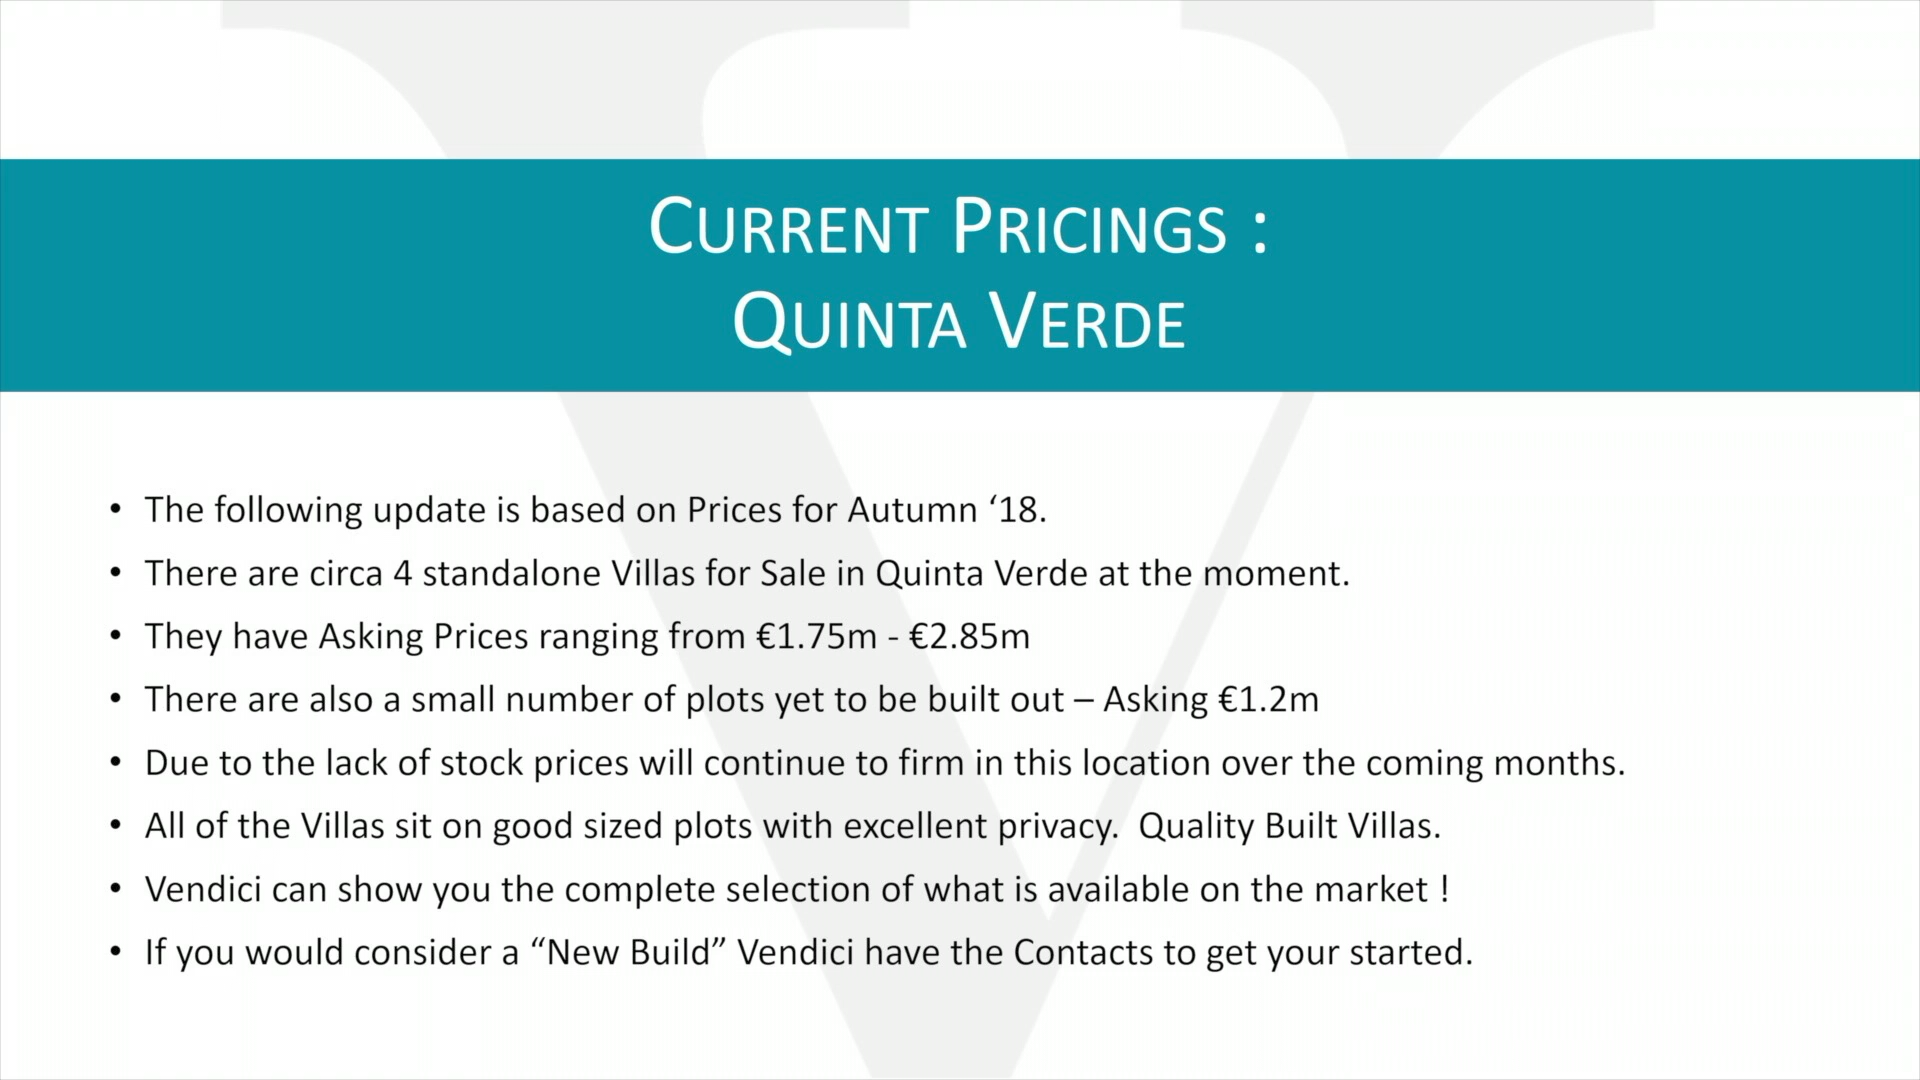 Current Pricings :
Quinta Verde
• The following update is based on Prices for Autumn ‘18.
• There are circa 4 standalone Villas for Sale in Quinta Verde at the moment.
• They have Asking Prices ranging from €1.75m - €2.85m
• There are also a small number of plots yet to be built out – Asking €1.2m
• Due to the lack of stock prices will continue to firm in this location over the coming months.
• All of the Villas sit on good sized plots with excellent privacy.  Quality Built Villas.
• Vendici can show you the complete selection of what is available on the market !
• If you would consider a “New Build” Vendici have the Contacts to get your started.